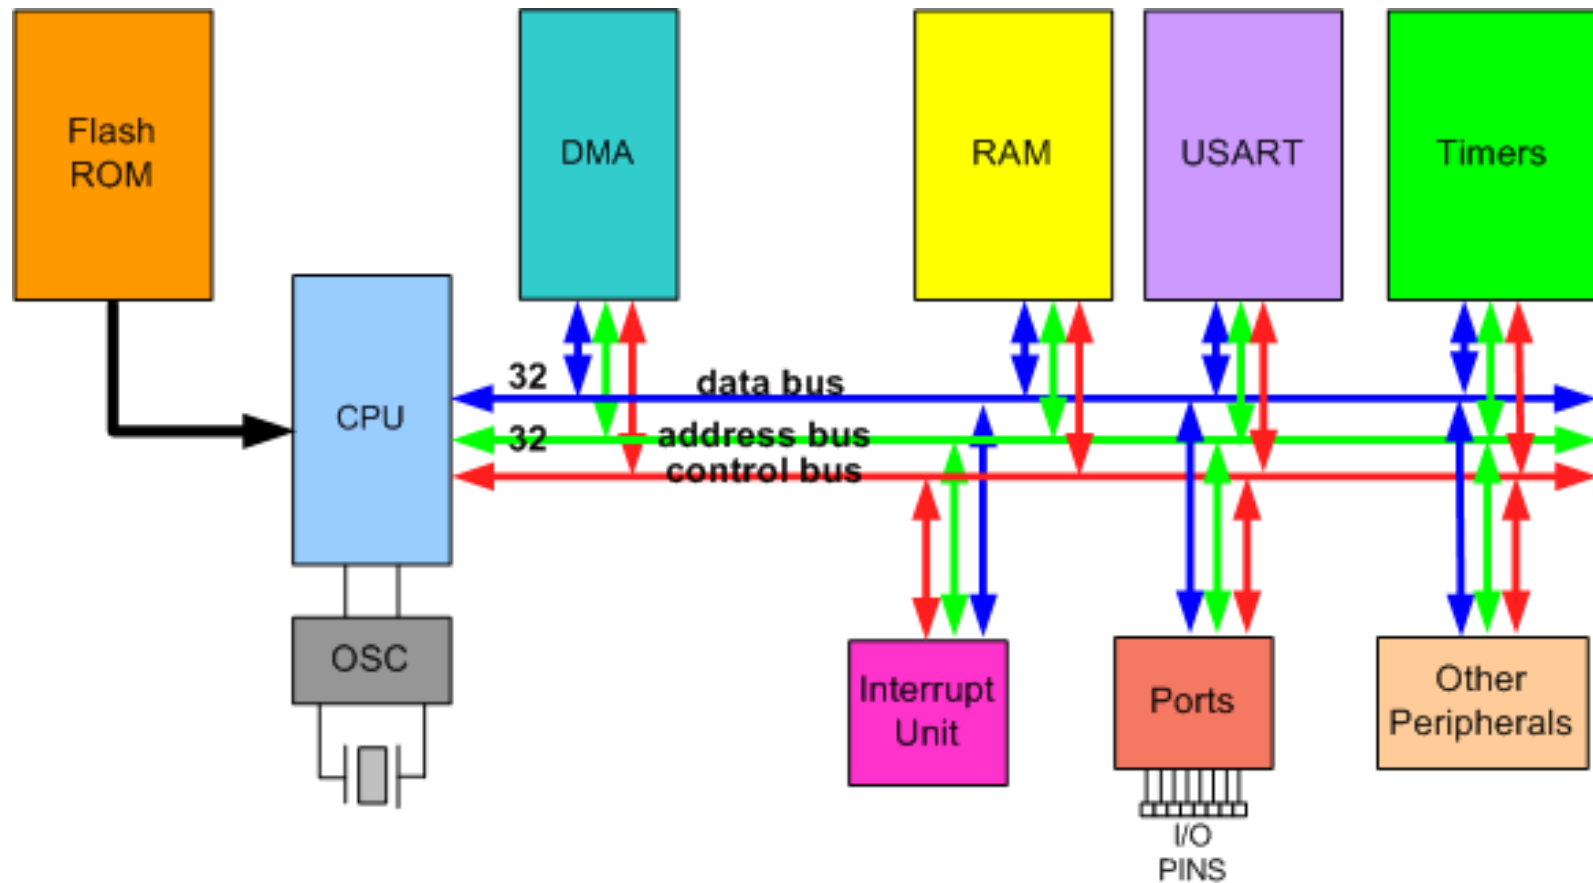 Flash
ROM
DMA
RAM
USART
Timers
CPU
32
data bus
32
address bus
control bus
OSC
Interrupt
Unit
Ports
Other
Peripherals
I/O
PINS